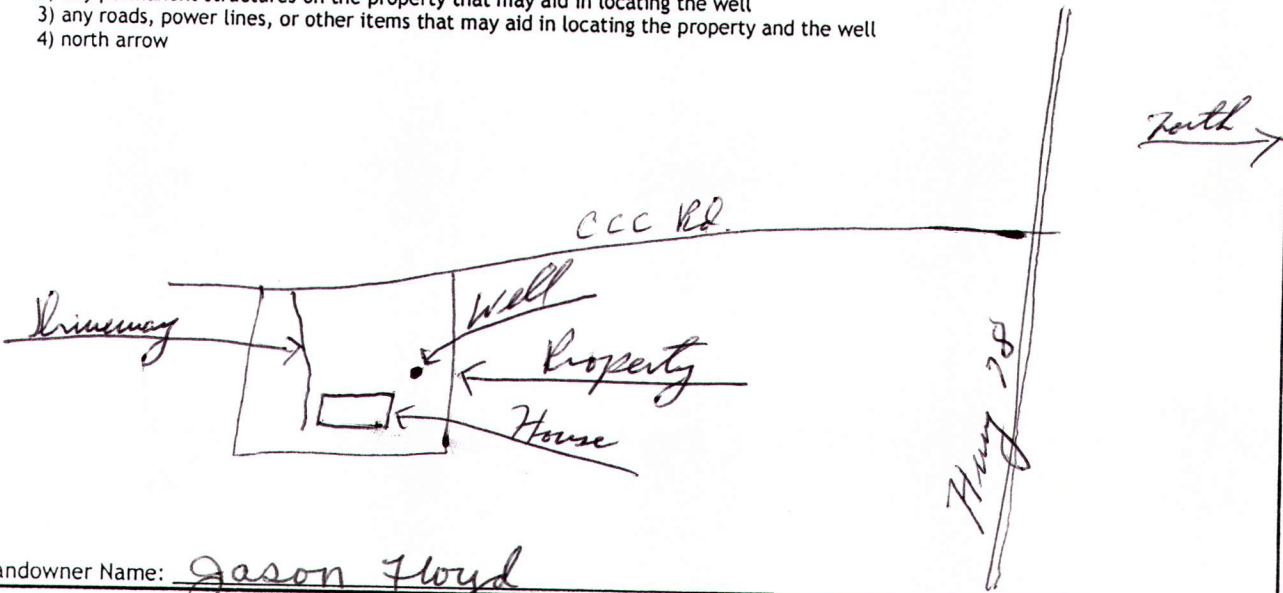 3) any roads, power lines, or other items that may aid in locating the property and the well
4) north arrow
North
CCC Rd.
Well
Driveway
Property
House
Hwy 28
andowner Name: Jason Floyd